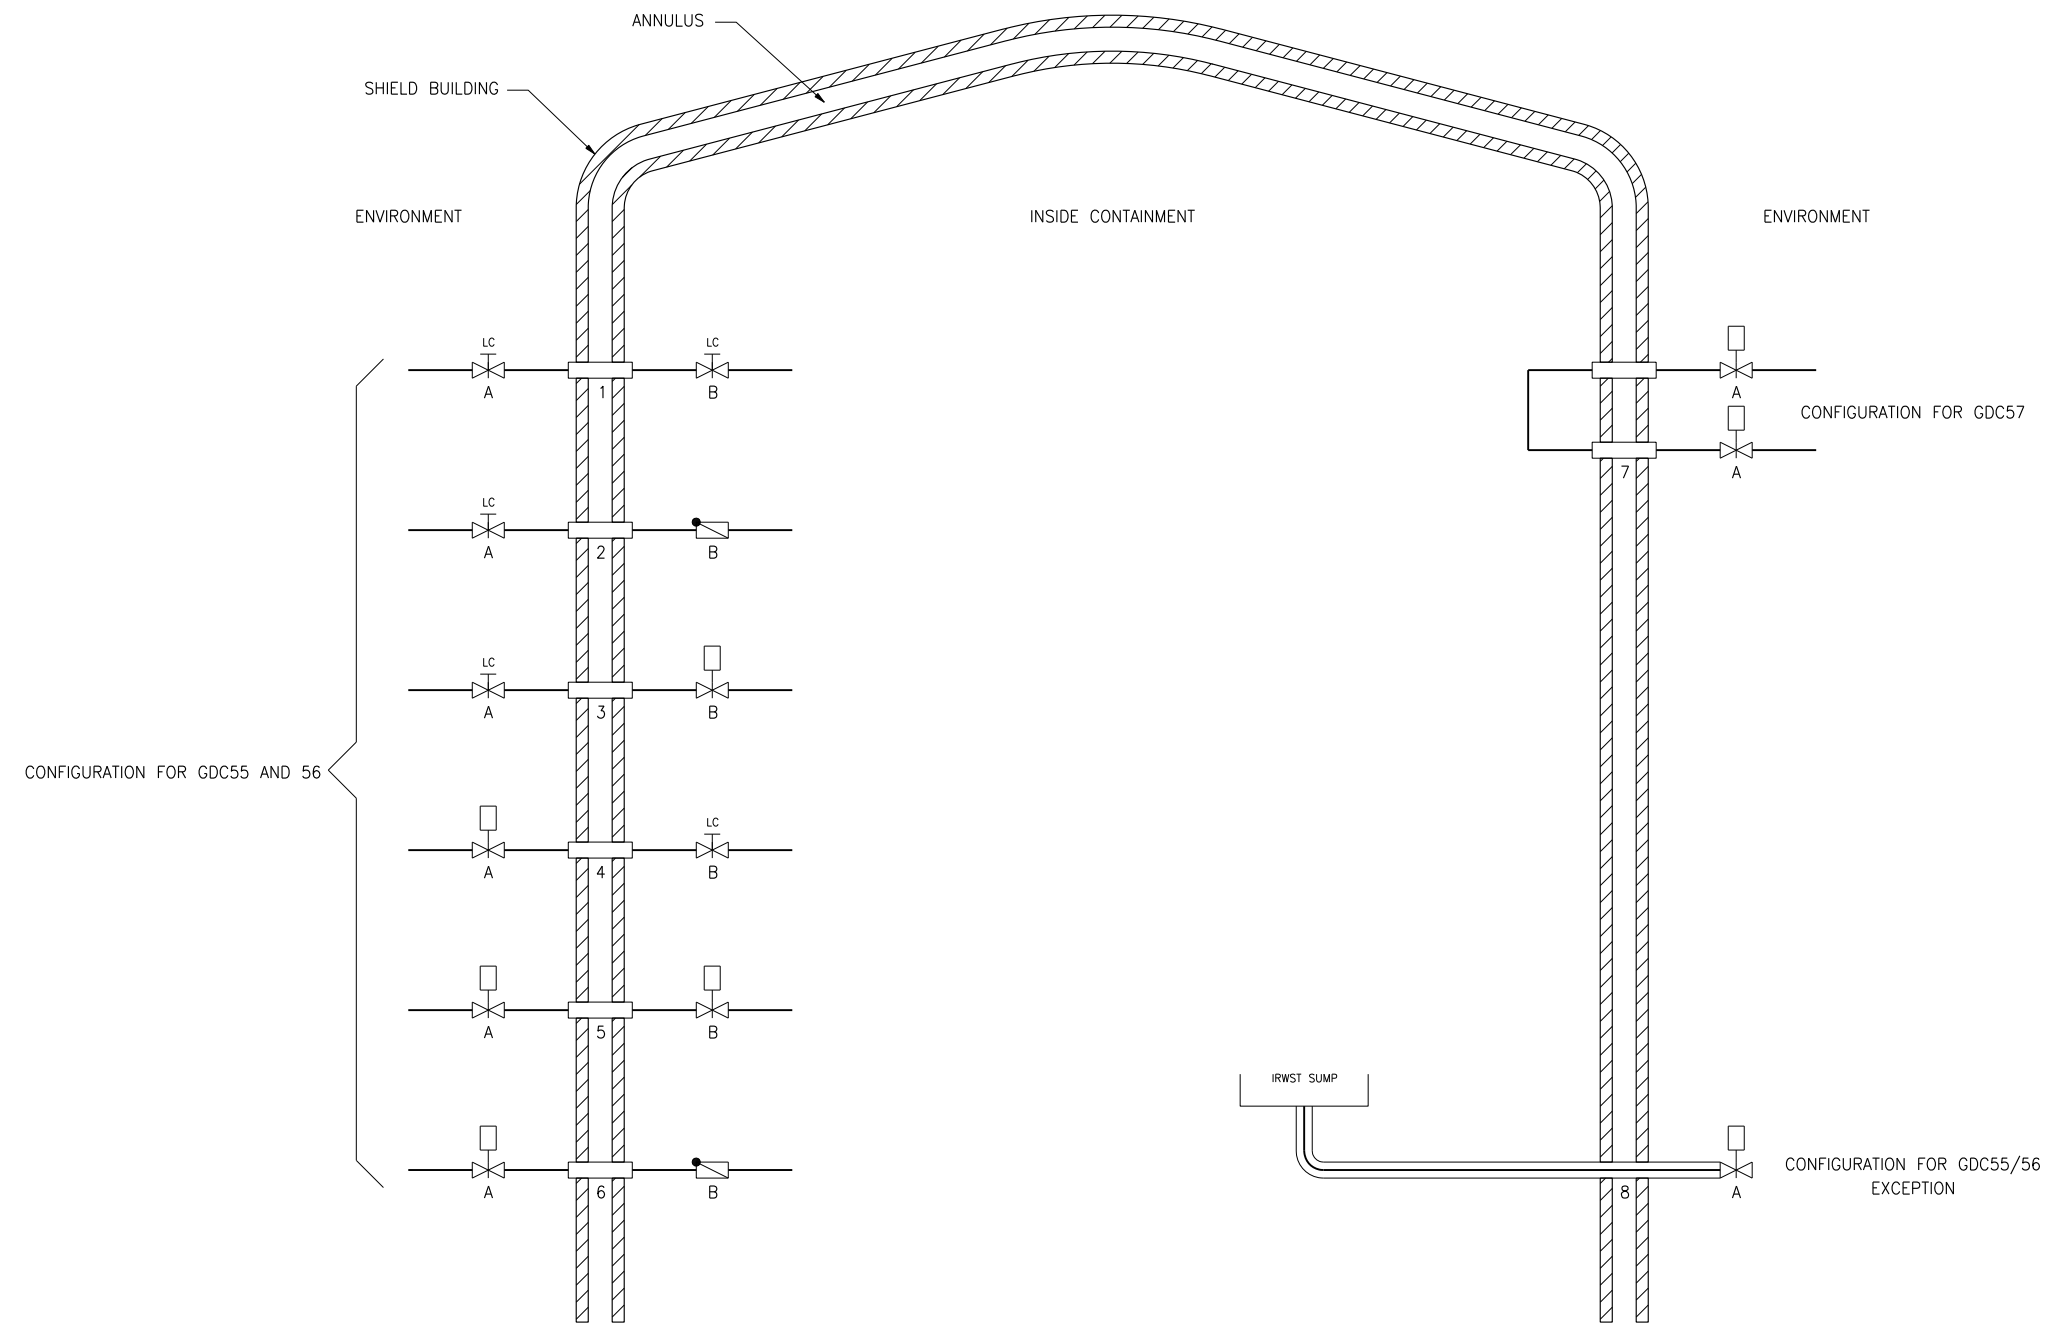 ANNULUS
SHIELD BUILDING
ENVIRONMENT
INSIDE CONTAINMENT
ENVIRONMENT
LC
LC
A
1
B
A
CONFIGURATION FOR GDC57
7
A
LC
A
2
B
LC
A
3
B
CONFIGURATION FOR GDC55 AND 56
LC
A
4
B
A
5
B
IRWST SUMP
A
6
B
8
A
CONFIGURATION FOR GDC55/56
EXCEPTION